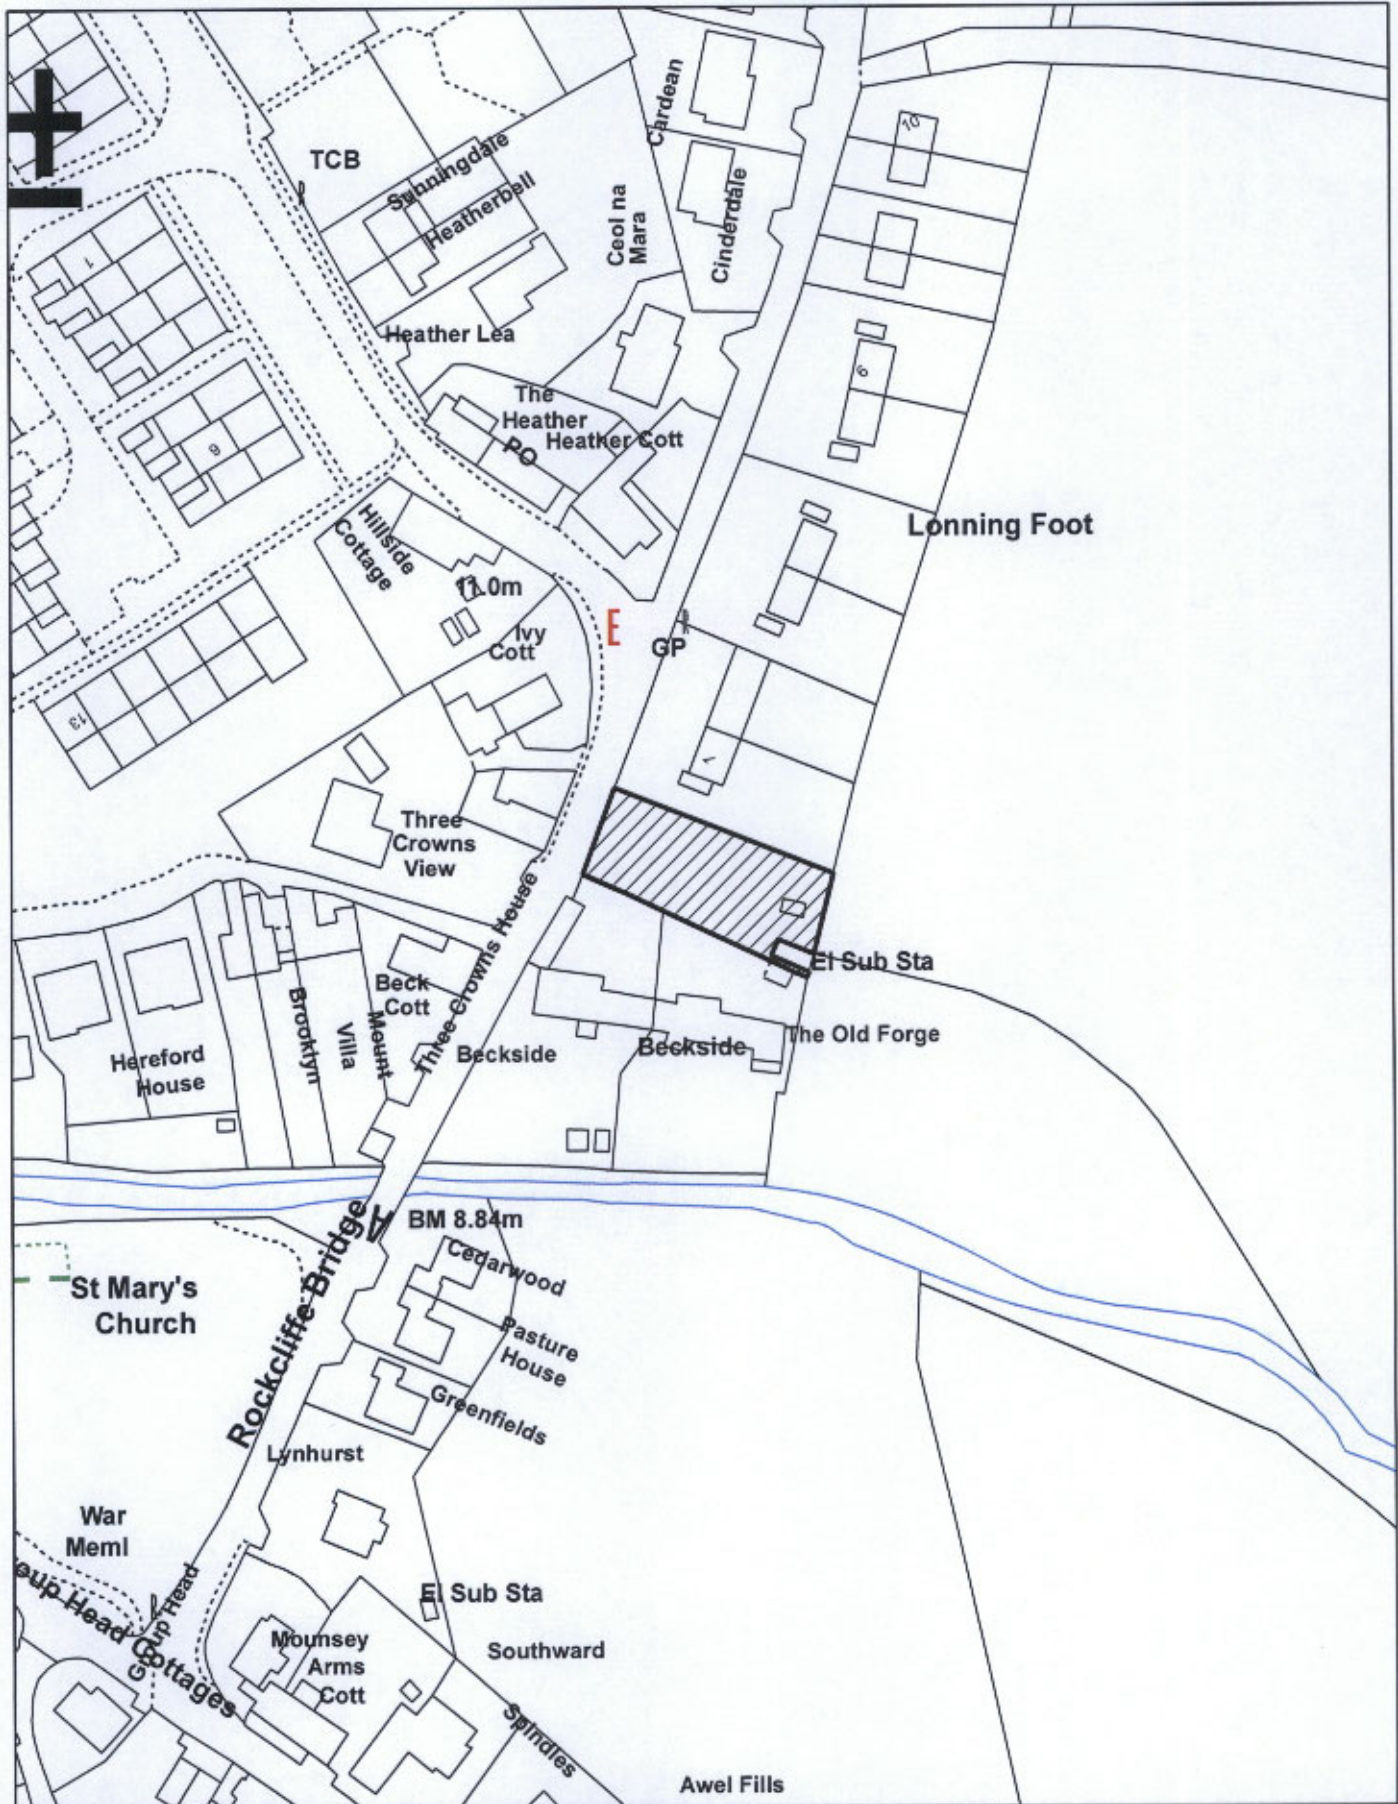 Cardean
10
TCB
Sunningdale
Heatherbell
Ceol na
Mara
Cinderdale
1
Heather Lea
6
The
Heather
Heather Cott
PO
6
Hillside
Cottage
Lonning Foot
11.0m
Ivy
Cott
E
GP
13
1
Three
Crowns
View
Three Crowns House
El Sub Sta
Beck
Cott
Brooklyn
Villa
Mount
Beckside
Beckside
The Old Forge
Hereford
House
Rockcliffe Bridge
BM 8.84m
Cedarwood
St Mary's
Church
Pasture
House
Greenfields
Lynhurst
War
Meml
oup Head Cottages
El Sub Sta
Mounsey
Arms
Cott
Southward
Spindles
Awel Fills